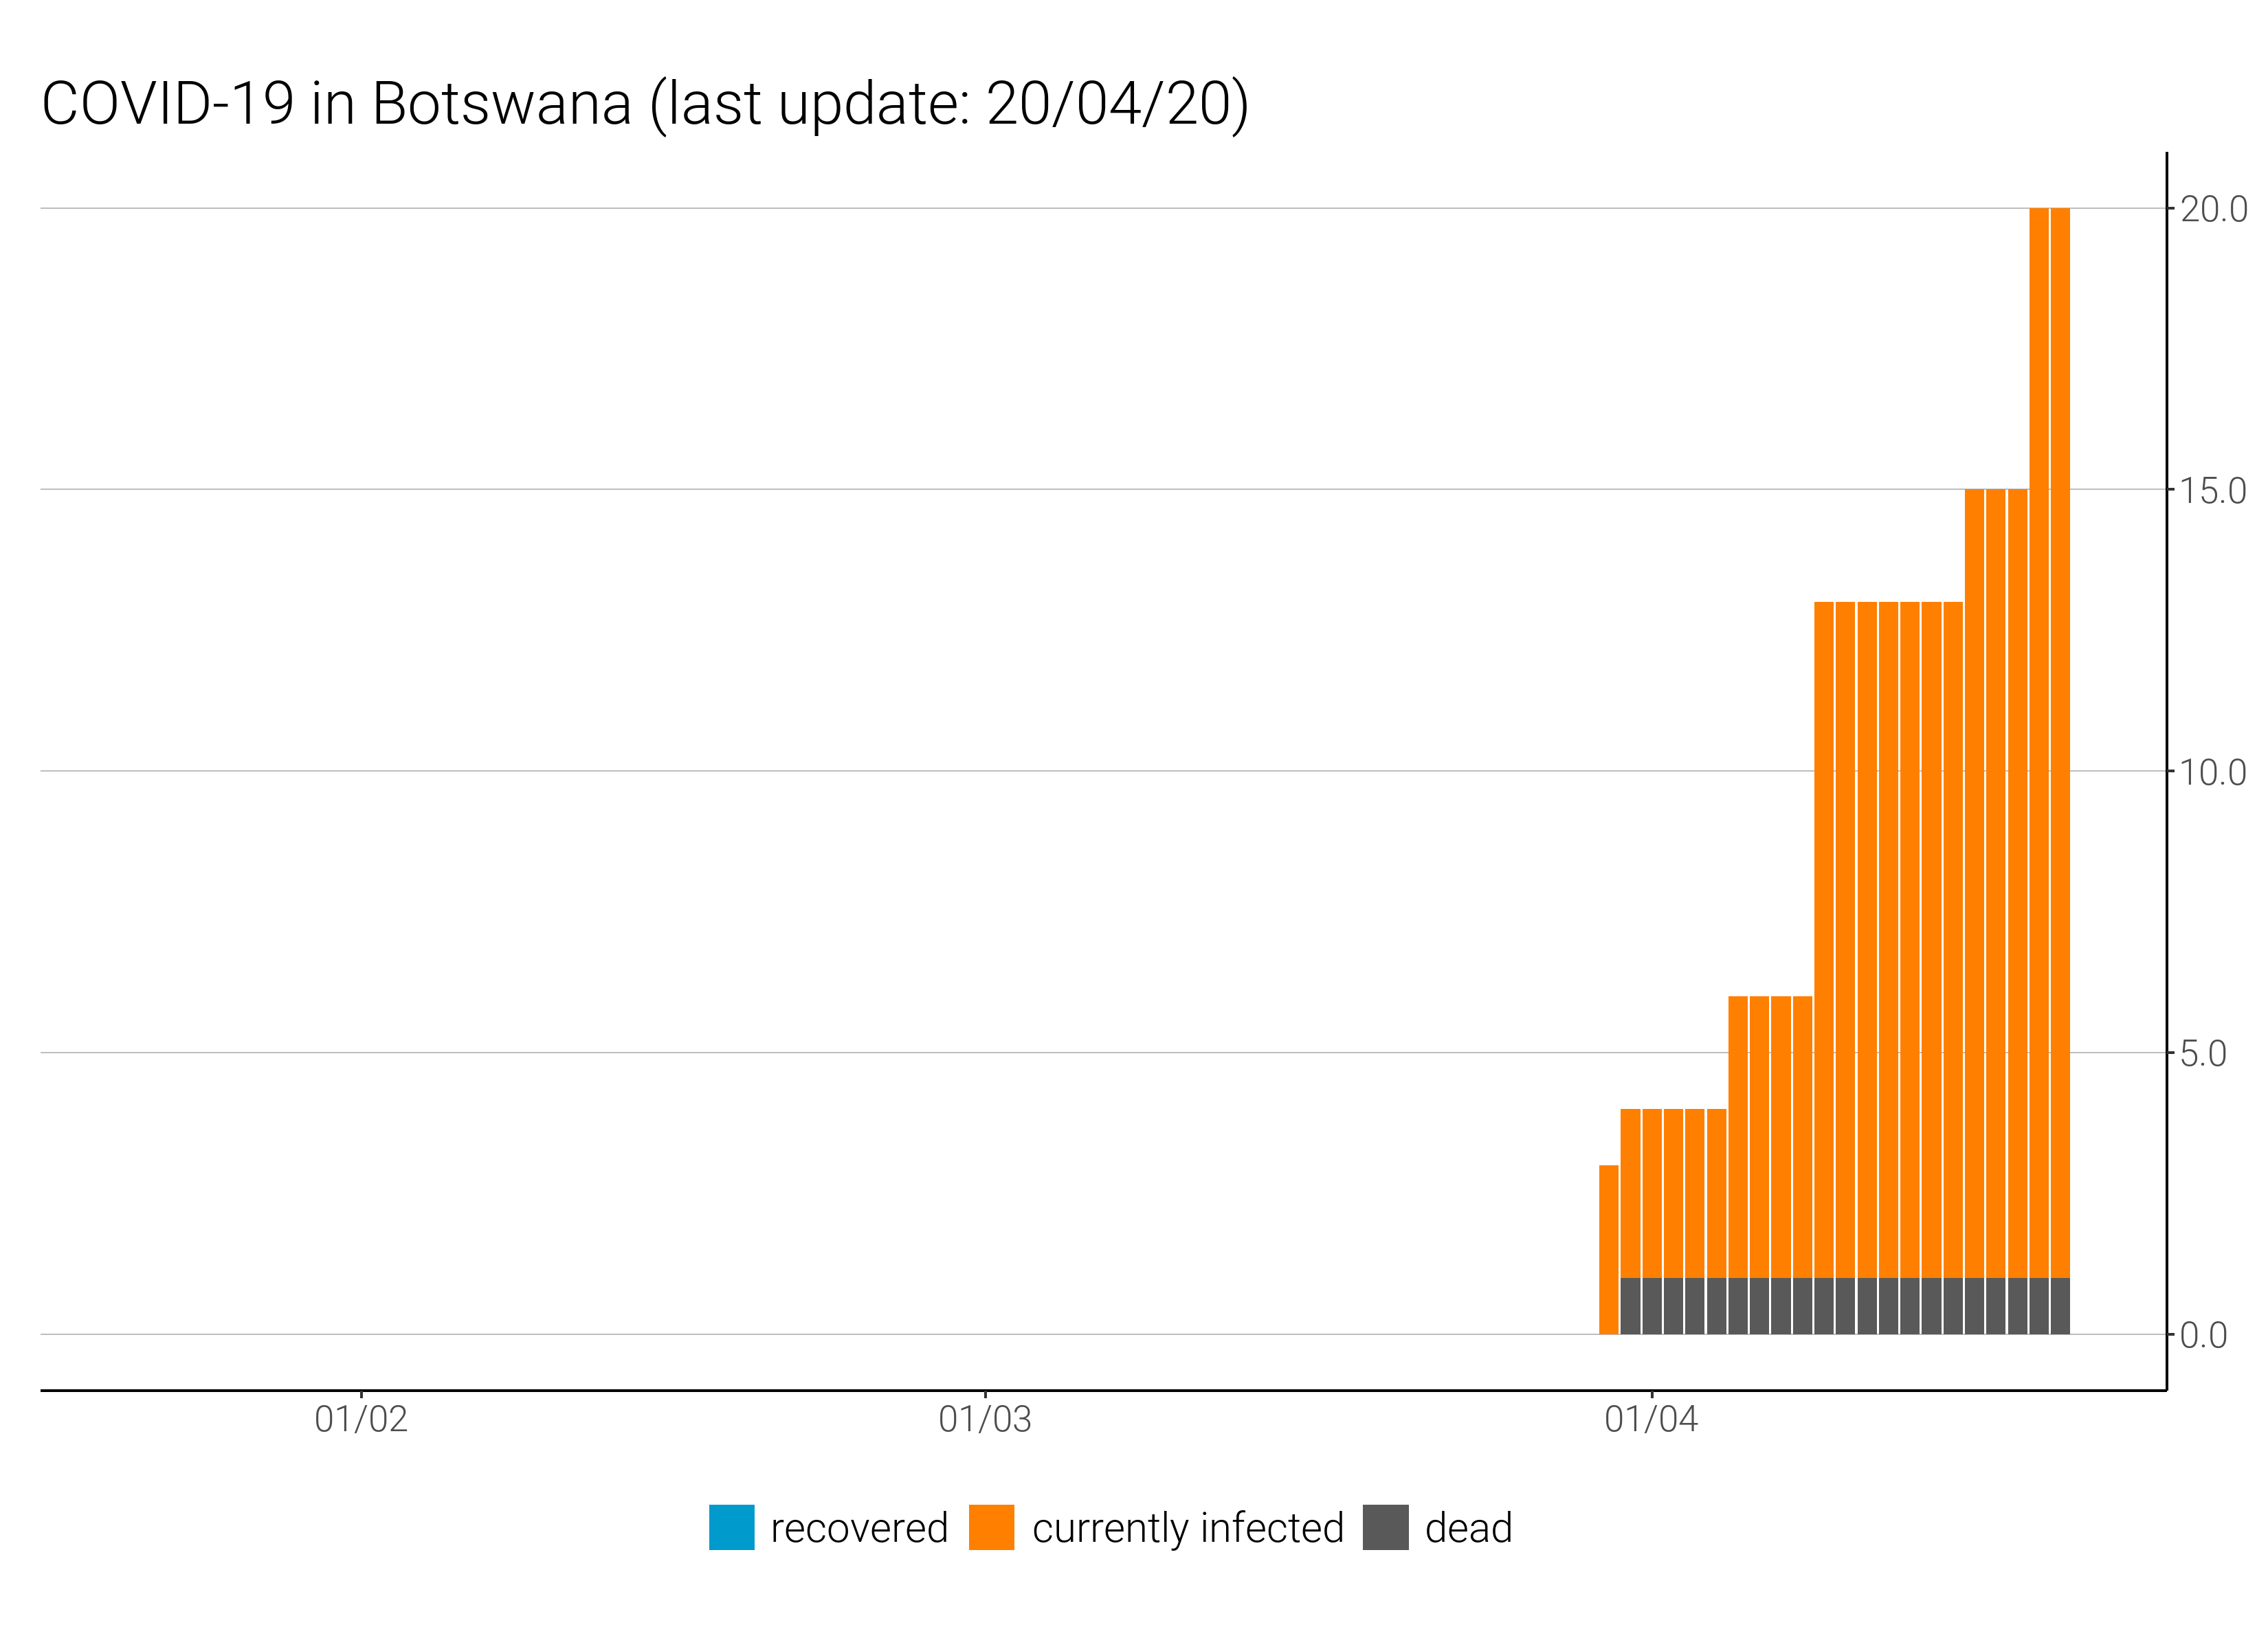 COVID-19 in Botswana (last update: 20/04/20)
20.0
15.0
10.0
5.0
0.0
01/02 01/03 01/04
recovered currently infected dead